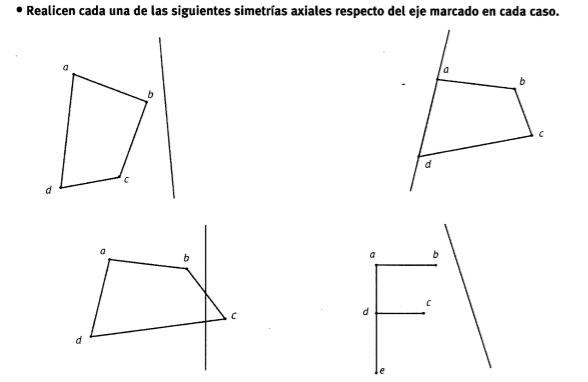 • Realicen cada una de las siguientes simetrías axiales respecto del eje marcado en cada caso.
a
b
c
d
a
b
c
d
a
b
c
d
a
b
c
d
e